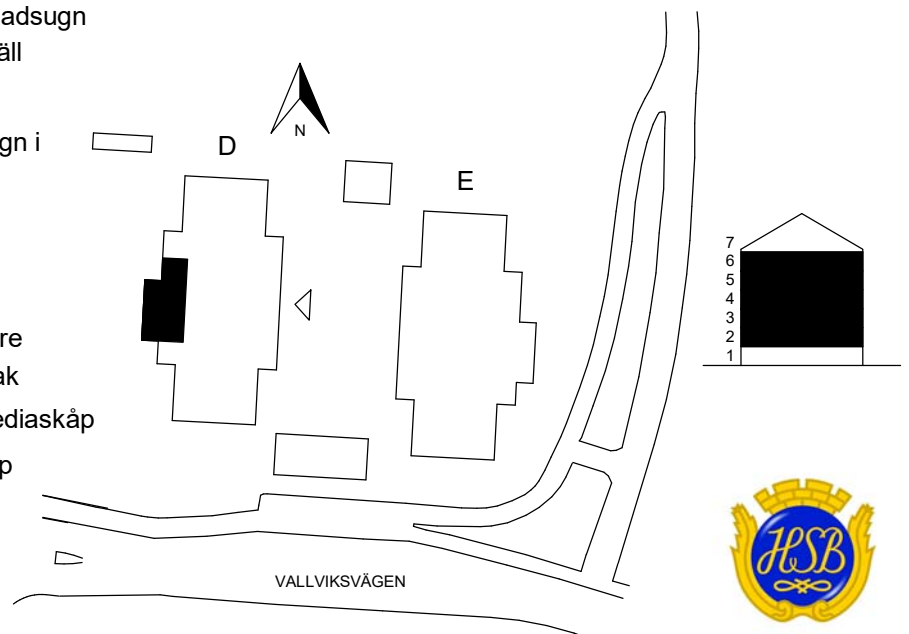 adsugn
äll
gn i
re
ak
ediaskåp
p
N
D
E
7
6
5
4
3
2
1
VALLVIKSVÄGEN
HSB